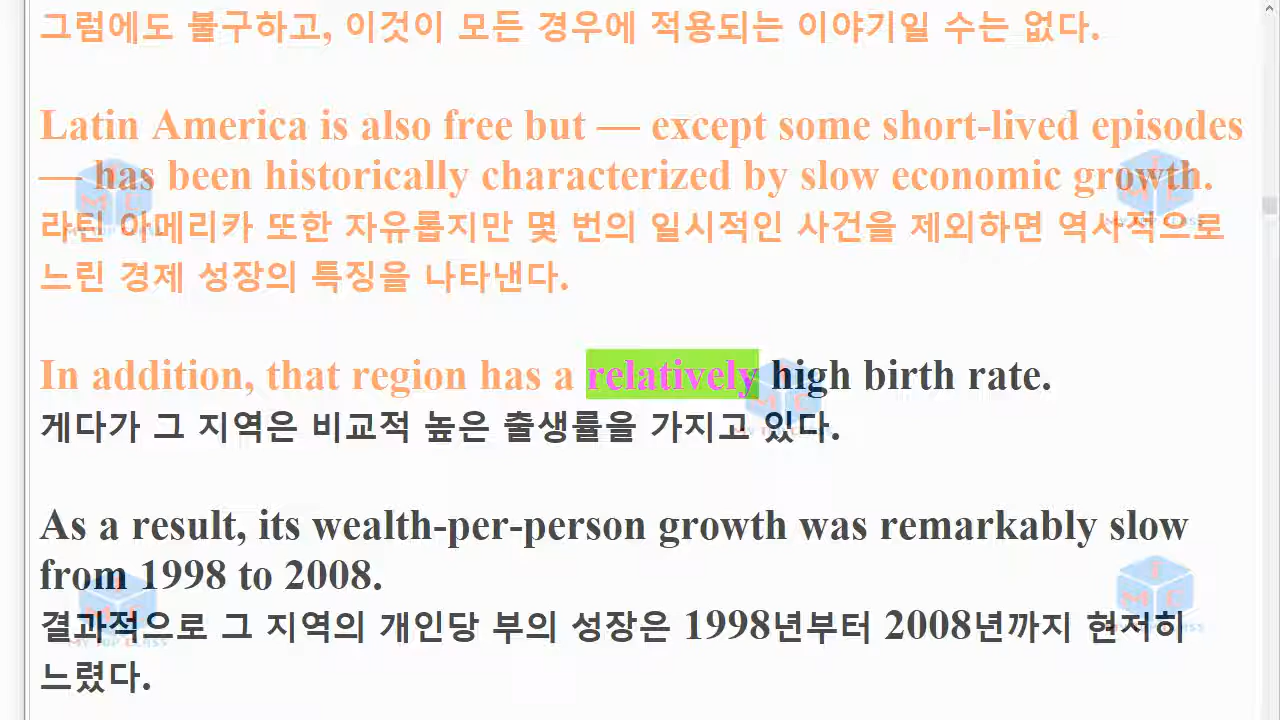 그럼에도 불구하고, 이것이 모든 경우에 적용되는 이야기일 수는 없다.
Latin America is also free but — except some short-lived episodes
— has been historically characterized by slow economic growth.
라틴 아메리카 또한 자유롭지만 몇 번의 일시적인 사건을 제외하면 역사적으로
느린 경제 성장의 특징을 나타낸다.
In addition, that region has a relatively high birth rate.
게다가 그 지역은 비교적 높은 출생률을 가지고 있다.
As a result, its wealth-per-person growth was remarkably slow
from 1998 to 2008.
결과적으로 그 지역의 개인당 부의 성장은 1998년부터 2008년까지 현저히
느렸다.